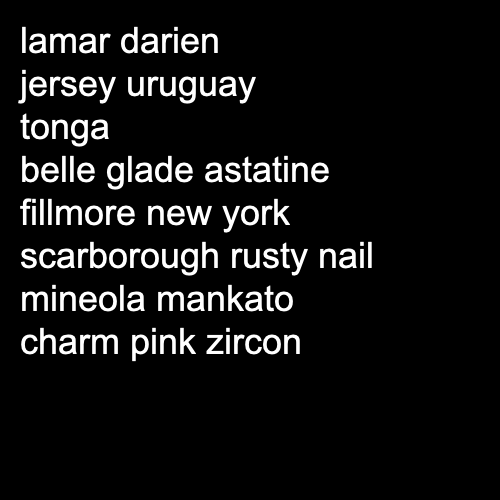 lamar darien
jersey uruguay
tonga
belle glade astatine
fillmore new york
scarborough rusty nail
mineola mankato
charm pink zircon